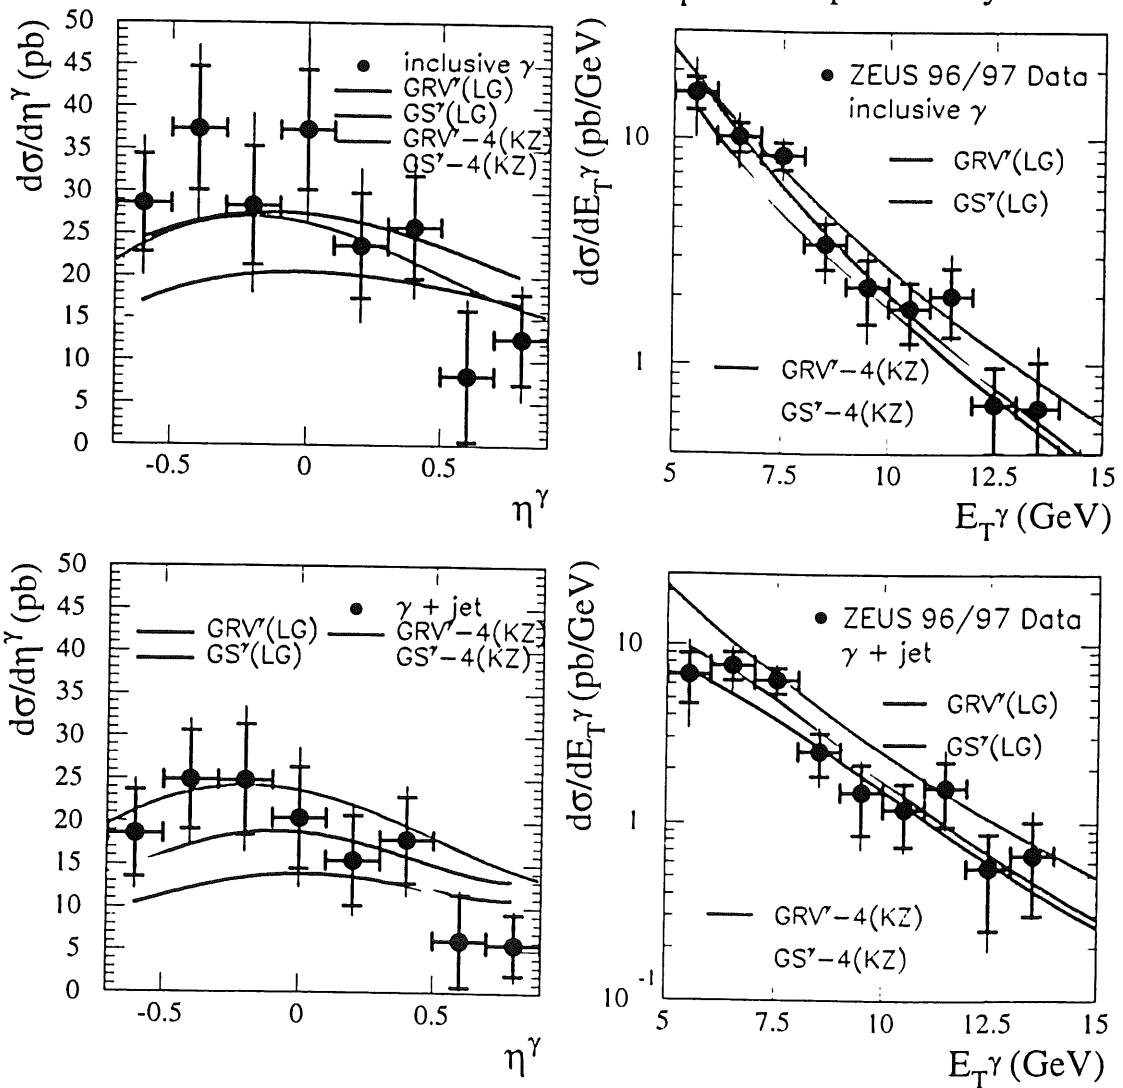 dσ/dη^γ (pb)
50
45
40
35
30
25
20
15
10
5
0
inclusive γ
GRV^γ(LG)
GS^γ(LG)
GRV^γ-4(KZ)
GS^γ-4(KZ)
-0.5
0
0.5
η^γ
dσ/dE_T^γ (pb/GeV)
10
1
ZEUS 96/97 Data
inclusive γ
GRV^γ(LG)
GS^γ(LG)
GRV^γ-4(KZ)
GS^γ-4(KZ)
5
7.5
10
12.5
15
E_T^γ (GeV)
dσ/dη^γ (pb)
50
45
40
35
30
25
20
15
10
5
0
γ + jet
GRV^γ(LG) GRV^γ-4(KZ)
GS^γ(LG) GS^γ-4(KZ)
-0.5
0
0.5
η^γ
dσ/dE_T^γ (pb/GeV)
10
1
10^-1
ZEUS 96/97 Data
γ + jet
GRV^γ(LG)
GS^γ(LG)
GRV^γ-4(KZ)
GS^γ-4(KZ)
5
7.5
10
12.5
15
E_T^γ (GeV)